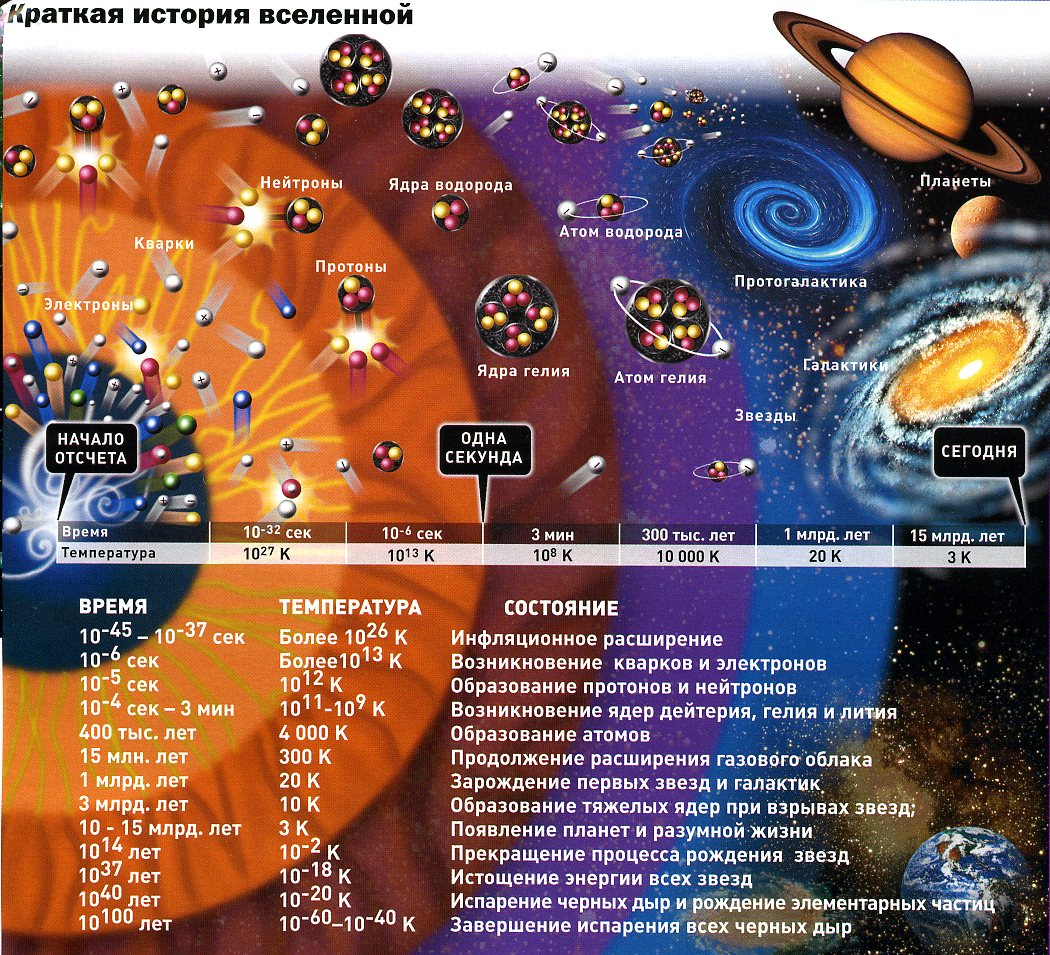 Краткая история вселенной
Нейтроны
Ядра водорода
Планеты
Атом водорода
Кварки
Протоны
Протогалактика
Электроны
Ядра гелия
Атом гелия
Галактики
Звезды
НАЧАЛО
ОТСЧЕТА
ОДНА
СЕКУНДА
СЕГОДНЯ
Время 10-32 сек 10-6 сек 3 мин 300 тыс. лет 1 млрд. лет 15 млрд. лет
Температура 1027 К 1013 К 108 К 10 000 К 20 К 3 К
ВРЕМЯ ТЕМПЕРАТУРА СОСТОЯНИЕ
10-45 – 10-37 сек Более 1026 К Инфляционное расширение
10-6 сек Более1013 К Возникновение кварков и электронов
10-5 сек 1012 К Образование протонов и нейтронов
10-4 сек – 3 мин 1011-109 К Возникновение ядер дейтерия, гелия и лития
400 тыс. лет 4 000 К Образование атомов
15 млн. лет 300 К Продолжение расширения газового облака
1 млрд. лет 20 К Зарождение первых звезд и галактик
3 млрд. лет 10 К Образование тяжелых ядер при взрывах звезд;
10 - 15 млрд. лет 3 К Появление планет и разумной жизни
1014 лет 10-2 К Прекращение процесса рождения звезд
1037 лет 10-18 К Истощение энергии всех звезд
1040 лет 10-20 К Испарение черных дыр и рождение элементарных частиц
10100 лет 10-60–10-40 К Завершение испарения всех черных дыр